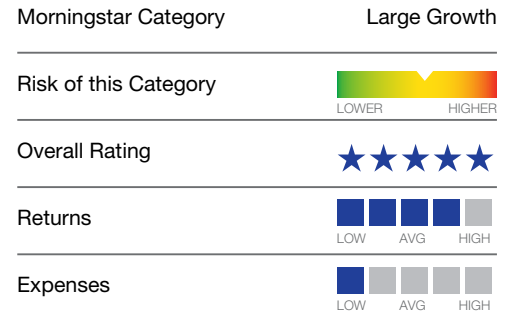 Morningstar Category Large Growth
Risk of this Category
LOWER HIGHER
Overall Rating
Returns
LOW AVG HIGH
Expenses
LOW AVG HIGH